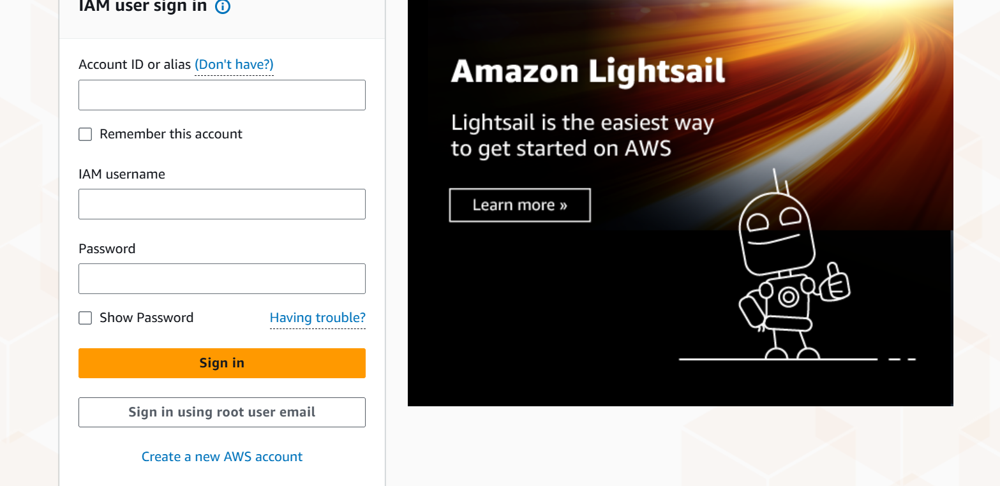 IAM user sign in
Account ID or alias (Don't have?)
Remember this account
IAM username
Password
Show Password
Having trouble?
Sign in
Sign in using root user email
Create a new AWS account
Amazon Lightsail
Lightsail is the easiest way
to get started on AWS
Learn more »